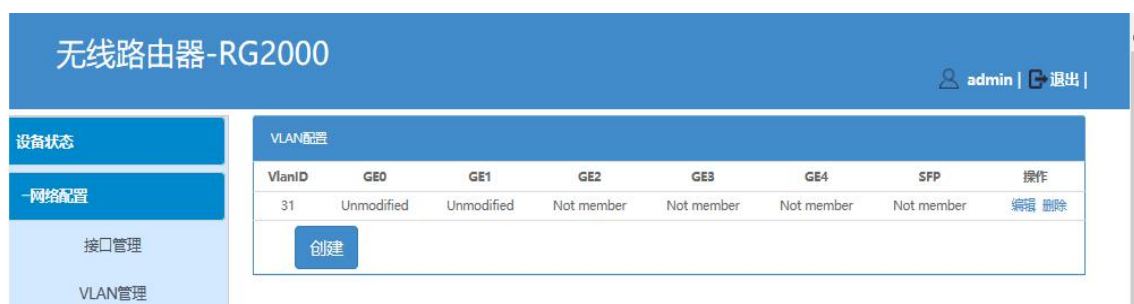 无线路由器-RG2000
admin | 退出 |
设备状态
VLAN配置
VlanID GE0 GE1 GE2 GE3 GE4 SFP 操作
−网络配置
31 Unmodified Unmodified Not member Not member Not member Not member 编辑 删除
接口管理
创建
VLAN管理